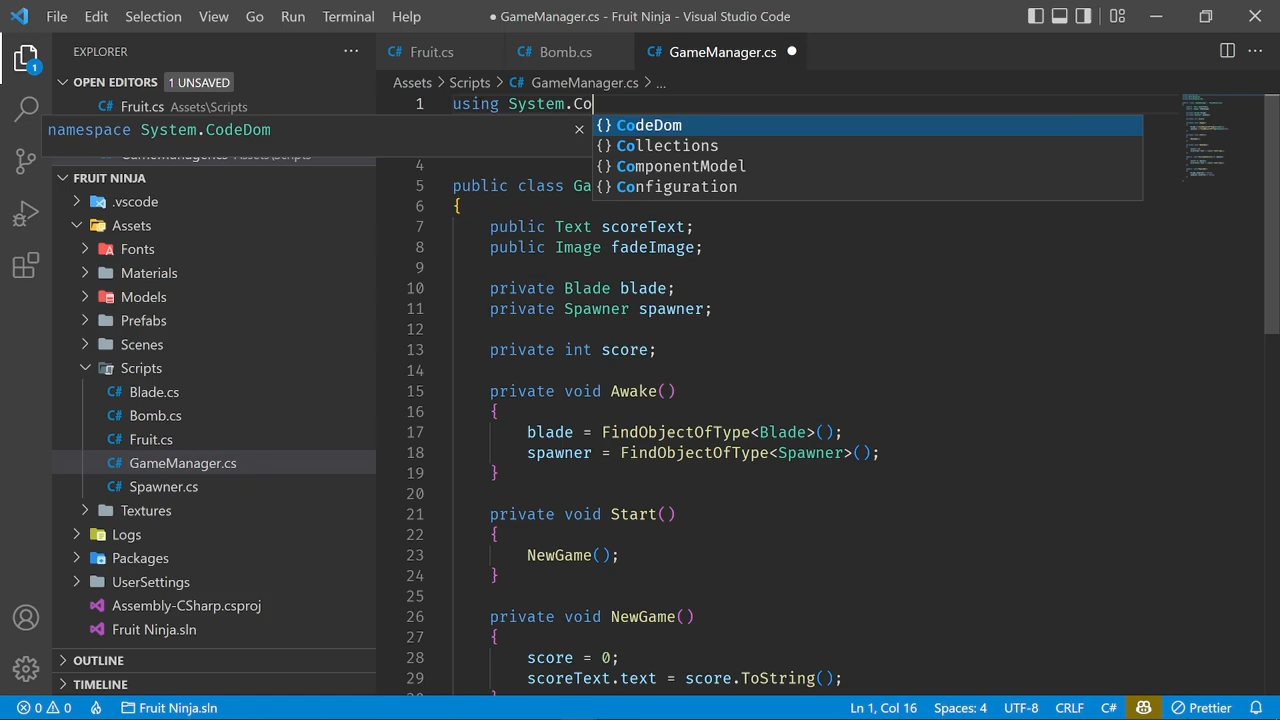 File Edit Selection View Go Run Terminal Help
● GameManager.cs - Fruit Ninja - Visual Studio Code
EXPLORER
OPEN EDITORS 1 UNSAVED
Fruit.cs Assets\Scripts
FRUIT NINJA
.vscode
Assets
Fonts
Materials
Models
Prefabs
Scenes
Scripts
C# Blade.cs
C# Bomb.cs
C# Fruit.cs
C# GameManager.cs
C# Spawner.cs
Textures
Logs
Packages
UserSettings
Assembly-CSharp.csproj
Fruit Ninja.sln
OUTLINE
TIMELINE
C# Fruit.cs C# Bomb.cs C# GameManager.cs ●
Assets > Scripts > C# GameManager.cs > ...
1 using System.Co
namespace System.CodeDom
{} CodeDom
{} Collections
{} ComponentModel
{} Configuration
4
5 public class Ga
6 {
7 public Text scoreText;
8 public Image fadeImage;
9
10 private Blade blade;
11 private Spawner spawner;
12
13 private int score;
14
15 private void Awake()
16 {
17 blade = FindObjectOfType<Blade>();
18 spawner = FindObjectOfType<Spawner>();
19 }
20
21 private void Start()
22 {
23 NewGame();
24 }
25
26 private void NewGame()
27 {
28 score = 0;
29 scoreText.text = score.ToString();
0 0 Fruit Ninja.sln Ln 1, Col 16 Spaces: 4 UTF-8 CRLF C# Prettier